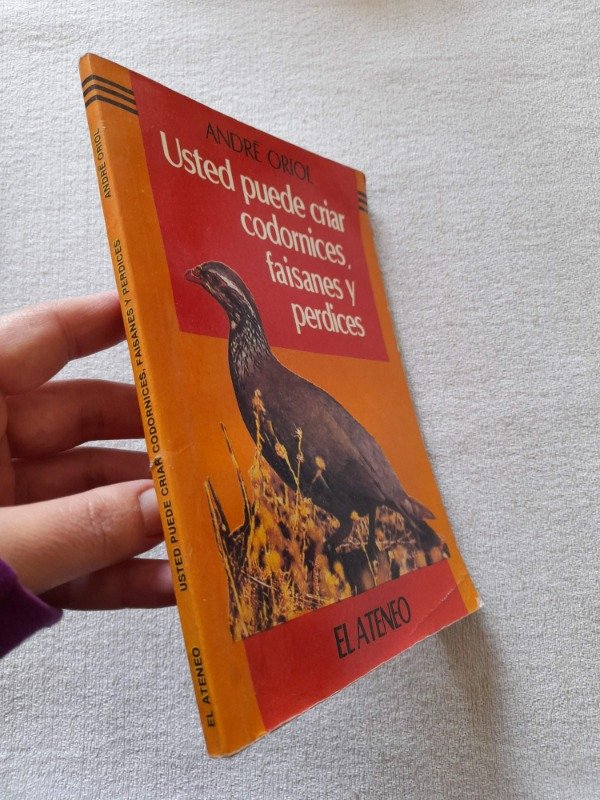 ANDRÉ ORIOL
Usted puede criar
codornices,
faisanes y
perdices
EL ATENEO
ANDRÉ ORIOL
USTED PUEDE CRIAR CODORNICES, FAISANES Y PERDICES
EL ATENEO